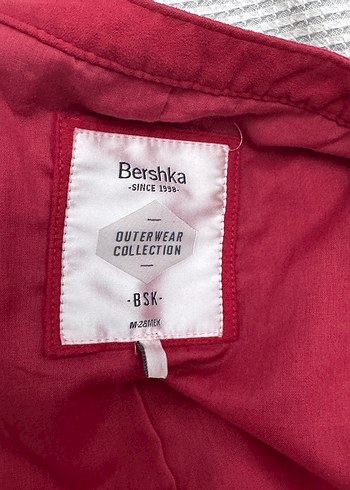 Bershka
-SINCE 1998-
OUTERWEAR
COLLECTION
-BSK-
M-28MEX